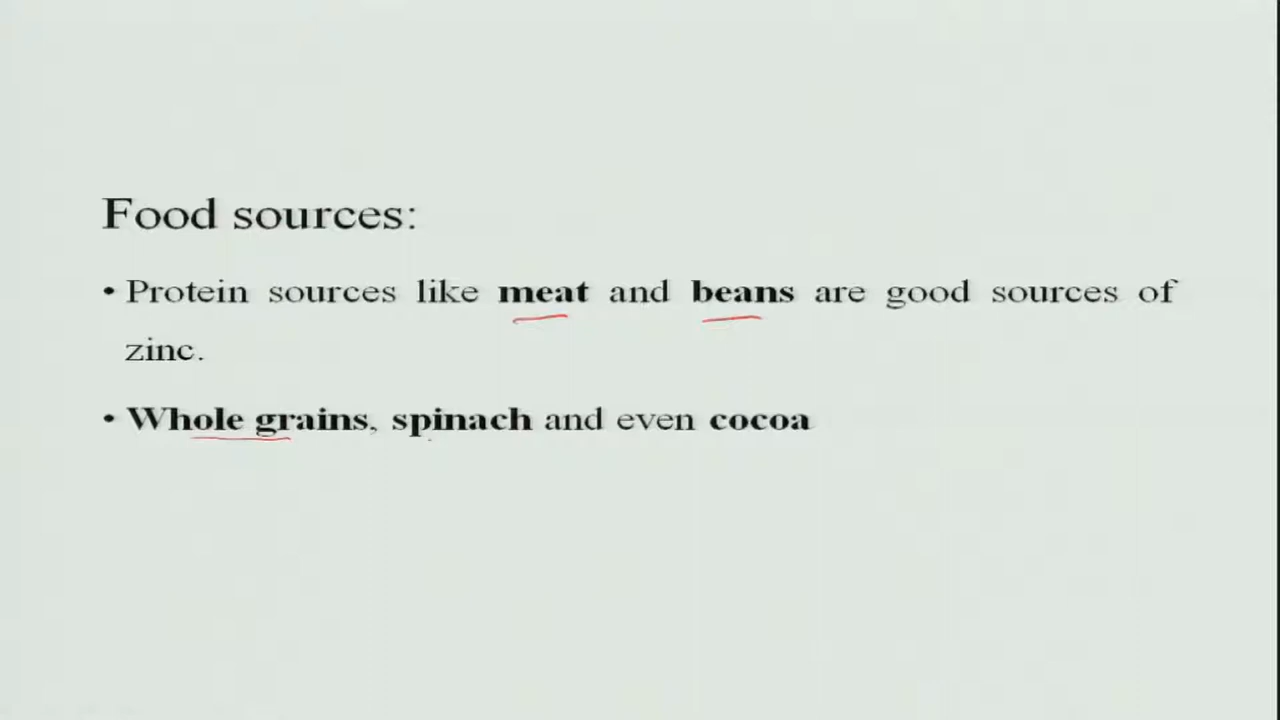 Food sources:
• Protein sources like meat and beans are good sources of
zinc.
• Whole grains, spinach and even cocoa